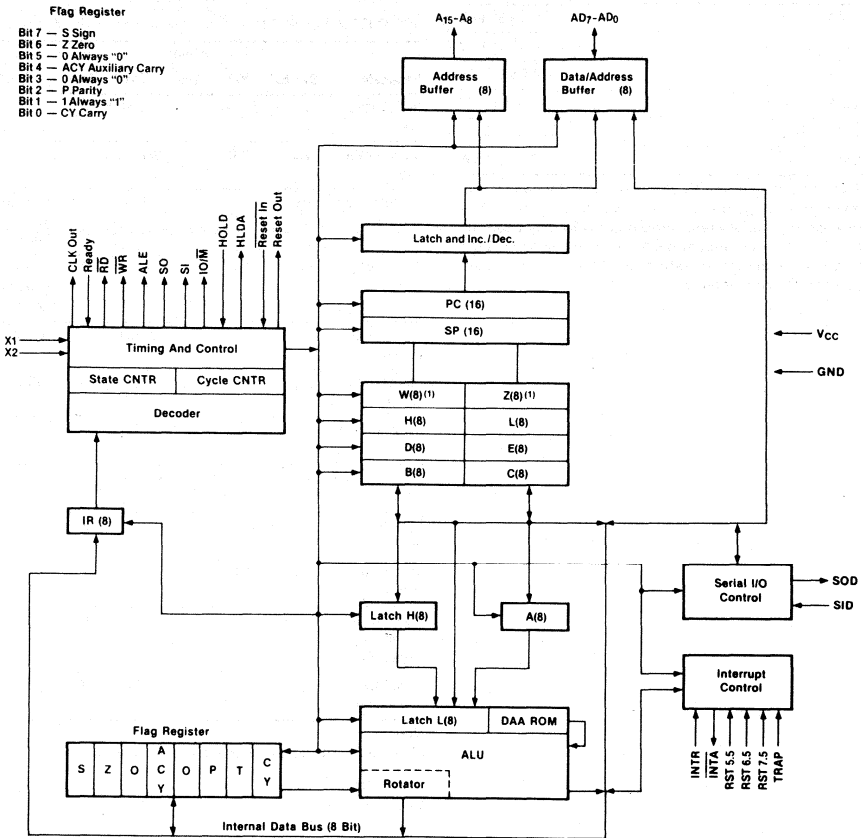 Flag Register
Bit 7 — S Sign
Bit 6 — Z Zero
Bit 5 — 0 Always "0"
Bit 4 — ACY Auxiliary Carry
Bit 3 — 0 Always "0"
Bit 2 — P Parity
Bit 1 — 1 Always "1"
Bit 0 — CY Carry
A15-A8
AD7-AD0
Address
Buffer (8)
Data/Address
Buffer (8)
CLK Out
Ready
RD
WR
ALE
SO
SI
IO/M
HOLD
HLDA
Reset In
Reset Out
Latch and Inc./Dec.
PC (16)
SP (16)
X1
X2
Timing And Control
State CNTR
Cycle CNTR
Decoder
VCC
GND
W(8)(1)
Z(8)(1)
H(8)
L(8)
D(8)
E(8)
B(8)
C(8)
IR (8)
Serial I/O
Control
SOD
SID
Latch H(8)
A(8)
Interrupt
Control
INTR
INTA
RST 5.5
RST 6.5
RST 7.5
TRAP
Latch L(8)
DAA ROM
ALU
Rotator
Flag Register
S
Z
O
ACY
O
P
T
CY
Internal Data Bus (8 Bit)